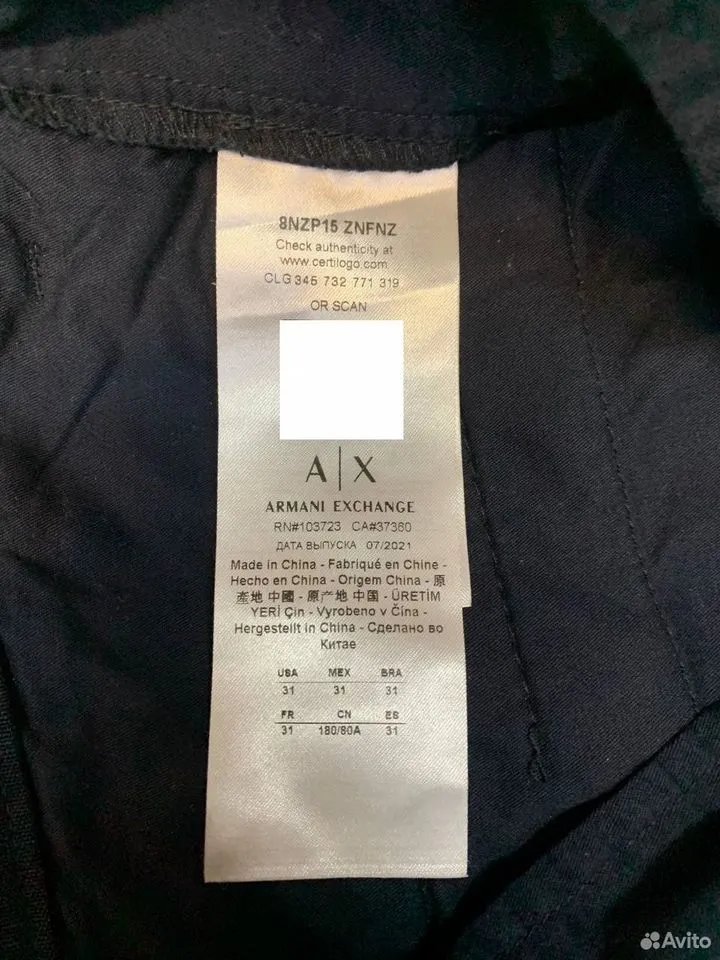 8NZP15 ZNFNZ
Check authenticity at
www.certilogo.com
CLG 345 732 771 319
OR SCAN
A|X
ARMANI EXCHANGE
RN#103723 CA#37360
ДАТА ВЫПУСКА 07/2021
Made in China - Fabriqué en Chine -
Hecho en China - Origem China - 原
產地 中國 - 原产地 中国 - ÜRETİM
YERİ Çin - Vyrobeno v Čína -
Hergestellt in China - Сделано во
Китае
USA MEX BRA
31 31 31
FR CN ES
31 180/80A 31
Avito